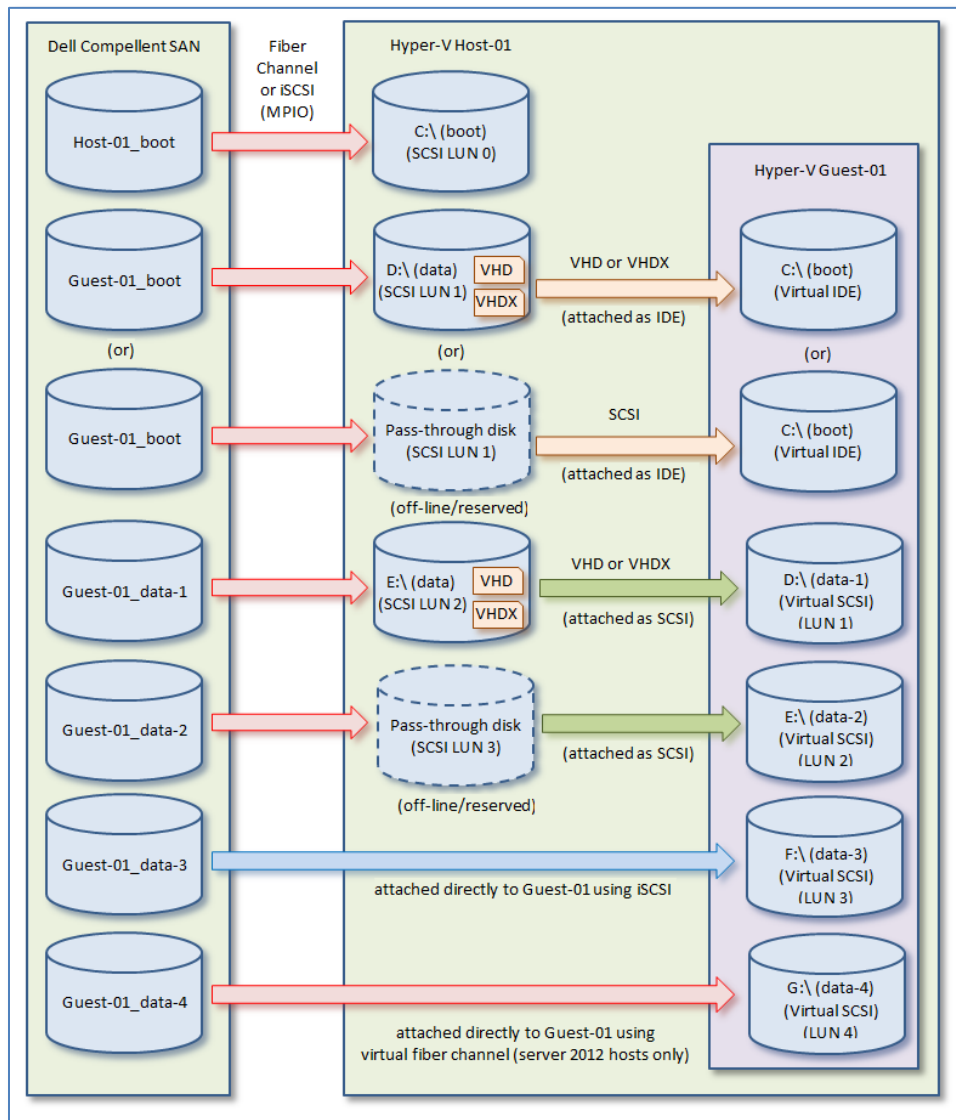 Dell Compellent SAN
Fiber
Channel
or iSCSI
(MPIO)
Hyper-V Host-01
Host-01_boot
C:\ (boot)
(SCSI LUN 0)
Hyper-V Guest-01
Guest-01_boot
D:\ (data)
(SCSI LUN 1)
VHD
VHDX
VHD or VHDX
(attached as IDE)
C:\ (boot)
(Virtual IDE)
(or)
(or)
(or)
Guest-01_boot
Pass-through disk
(SCSI LUN 1)
(off-line/reserved)
SCSI
(attached as IDE)
C:\ (boot)
(Virtual IDE)
Guest-01_data-1
E:\ (data)
(SCSI LUN 2)
VHD
VHDX
VHD or VHDX
(attached as SCSI)
D:\ (data-1)
(Virtual SCSI)
(LUN 1)
Guest-01_data-2
Pass-through disk
(SCSI LUN 3)
(off-line/reserved)
(attached as SCSI)
E:\ (data-2)
(Virtual SCSI)
(LUN 2)
Guest-01_data-3
attached directly to Guest-01 using iSCSI
F:\ (data-3)
(Virtual SCSI)
(LUN 3)
Guest-01_data-4
attached directly to Guest-01 using
virtual fiber channel (server 2012 hosts only)
G:\ (data-4)
(Virtual SCSI)
(LUN 4)